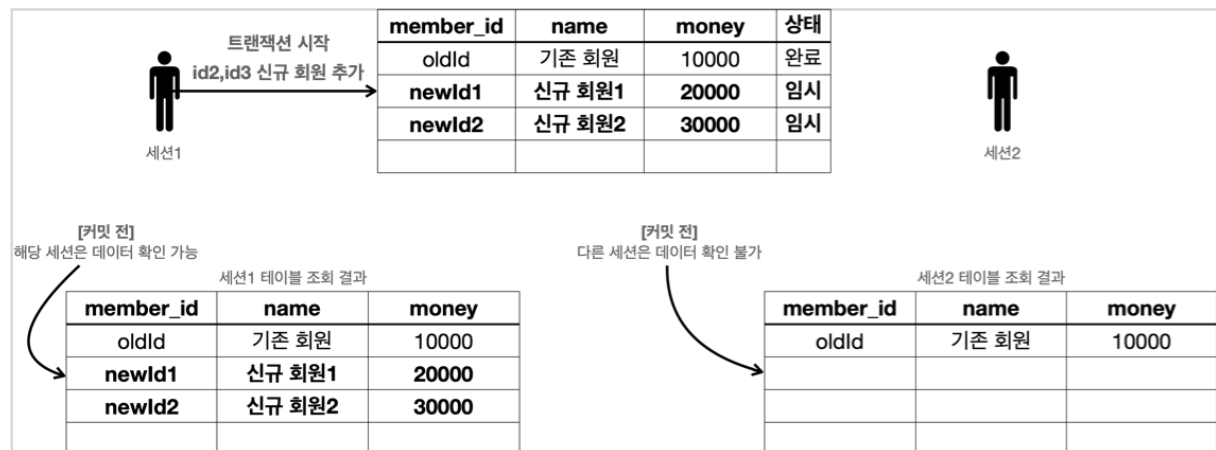 트랜잭션 시작
id2,id3 신규 회원 추가
세션1
member_id name money 상태
oldId 기존 회원 10000 완료
newId1 신규 회원1 20000 임시
newId2 신규 회원2 30000 임시
세션2
[커밋 전]
해당 세션은 데이터 확인 가능
세션1 테이블 조회 결과
member_id name money
oldId 기존 회원 10000
newId1 신규 회원1 20000
newId2 신규 회원2 30000
[커밋 전]
다른 세션은 데이터 확인 불가
세션2 테이블 조회 결과
member_id name money
oldId 기존 회원 10000